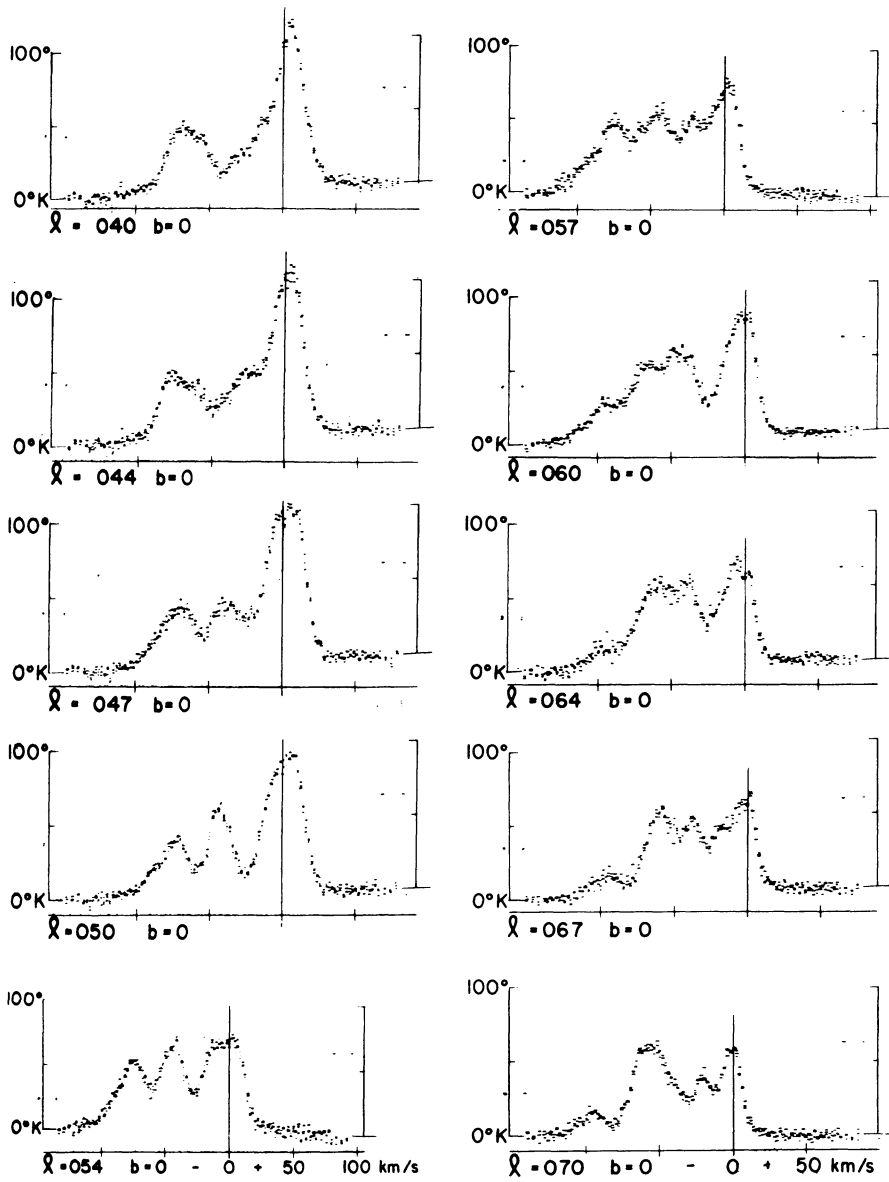 100°
0°K
ℓ = 040 b=0
100°
0°K
ℓ = 044 b=0
100°
0°K
ℓ = 047 b=0
100°
0°K
ℓ = 050 b=0
100°
0°K
ℓ = 054 b=0 - 0 + 50 100 km/s
100°
0°K
ℓ = 057 b=0
100°
0°K
ℓ = 060 b=0
100°
0°K
ℓ = 064 b=0
100°
0°K
ℓ = 067 b=0
100°
0°K
ℓ = 070 b=0 - 0 + 50 km/s